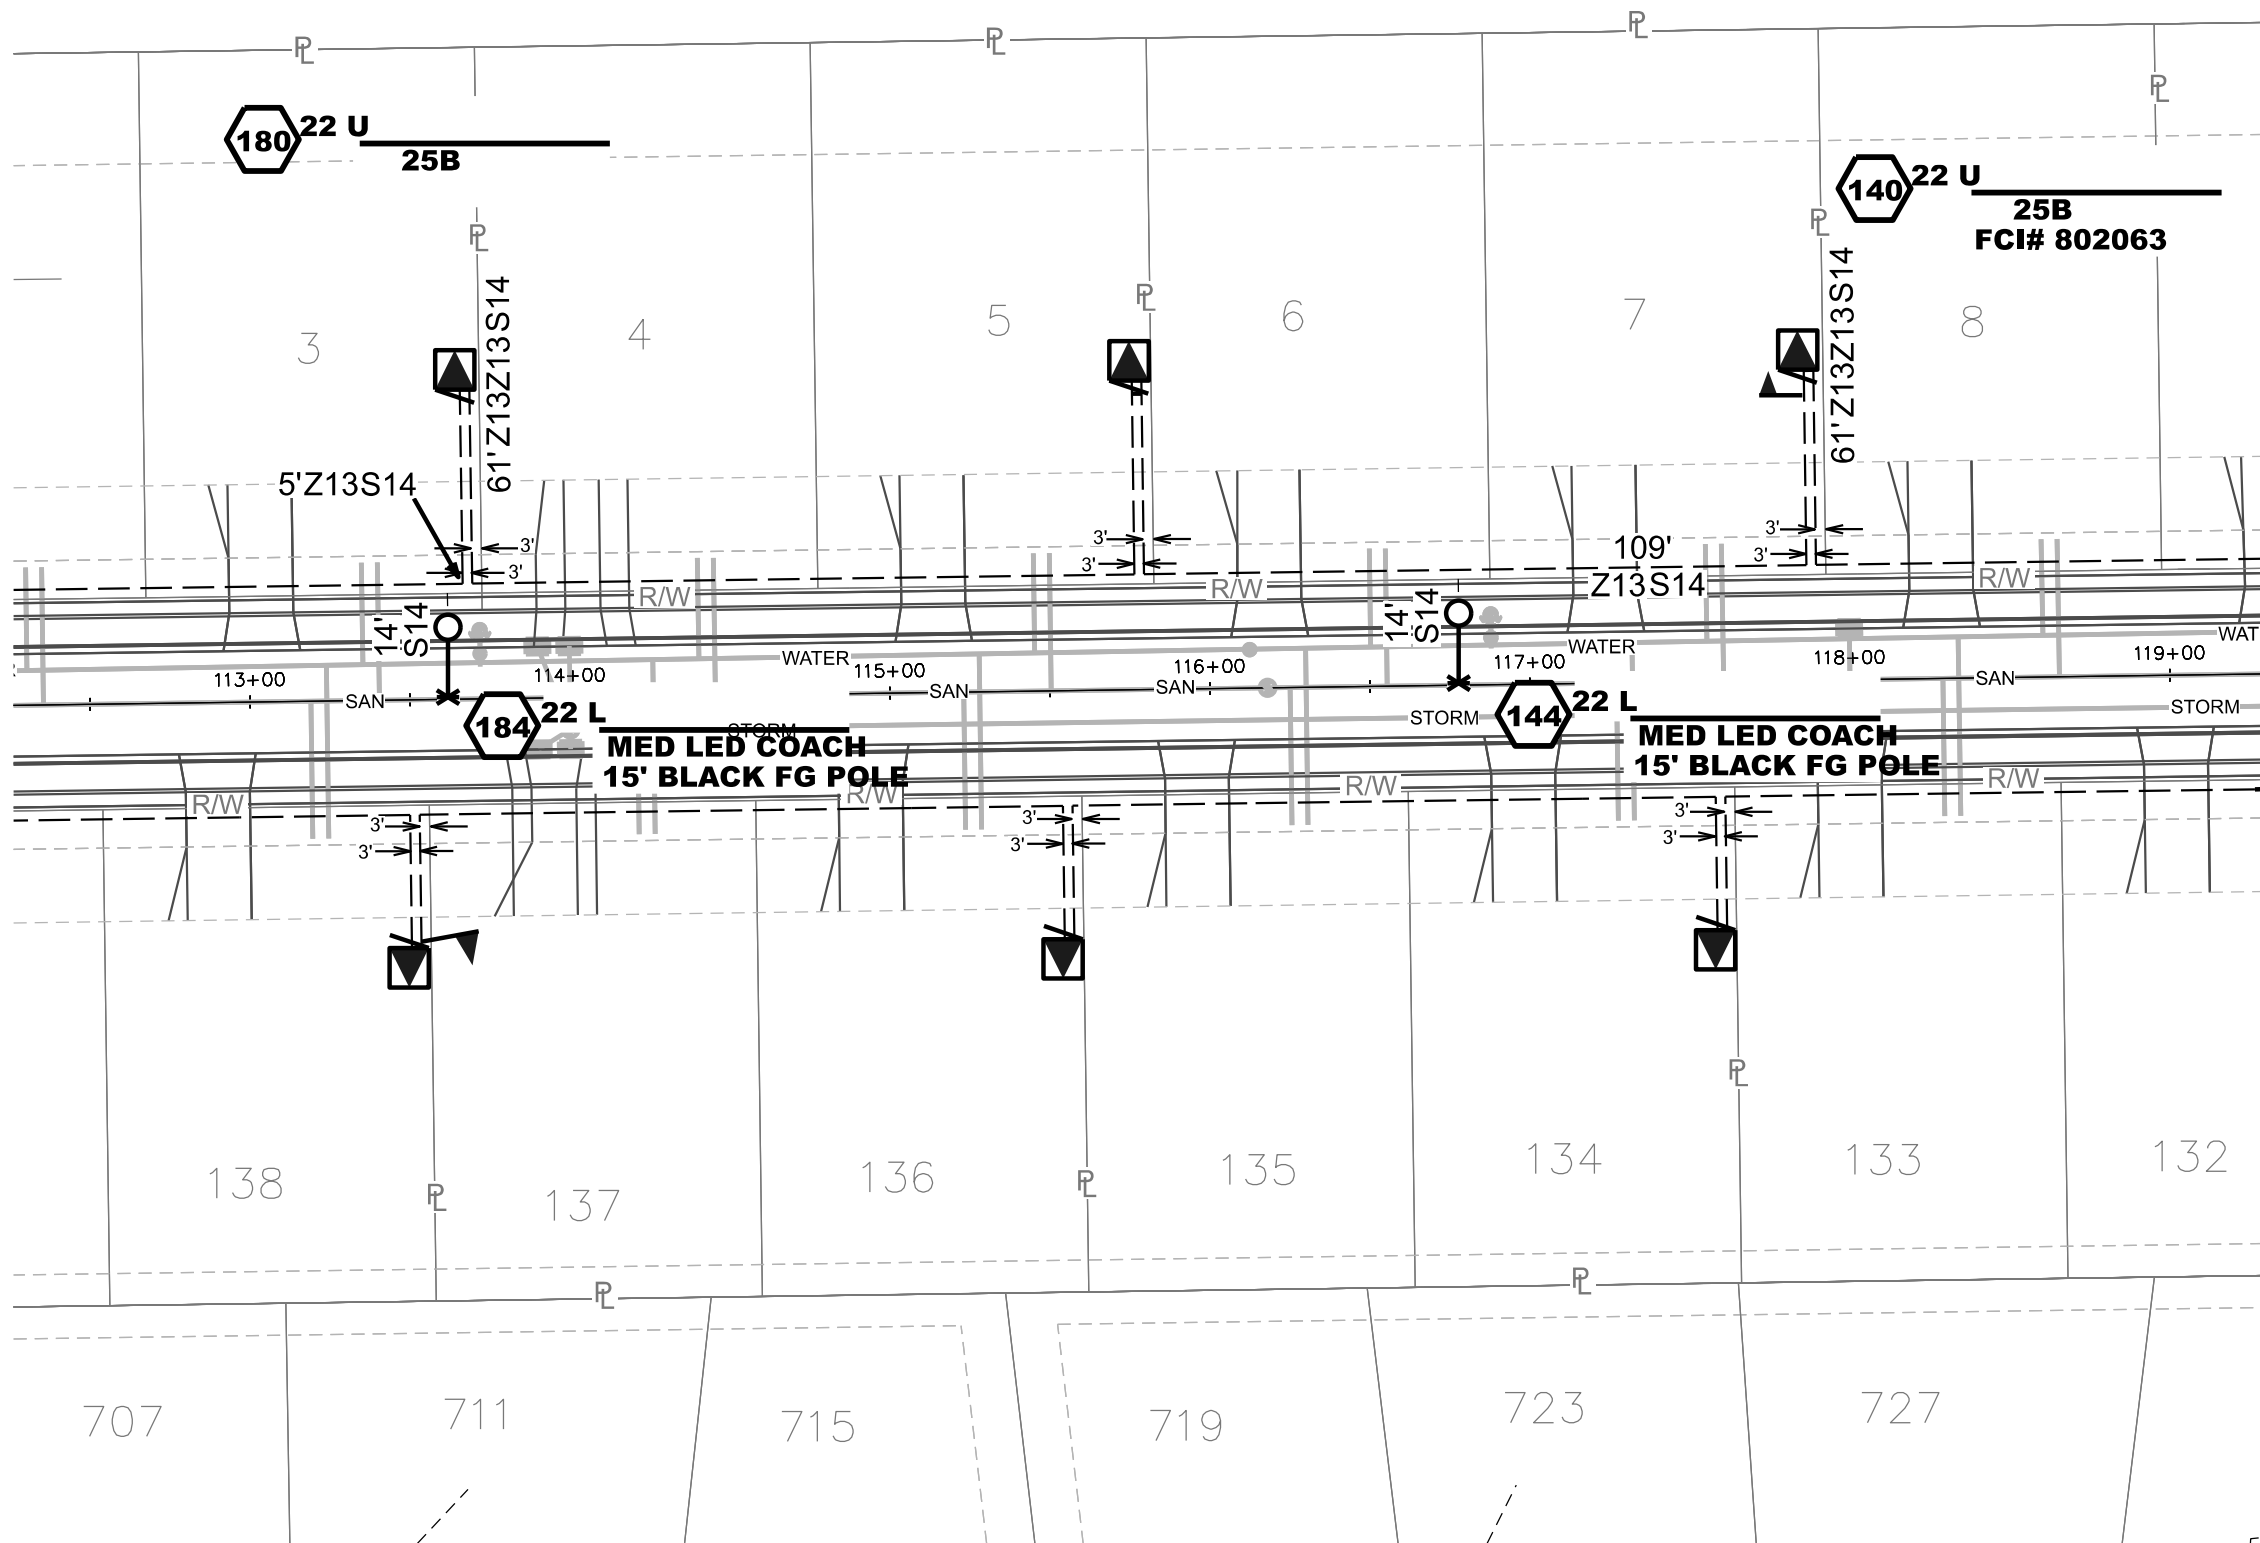 PL
PL
PL
PL
180
22 U
25B
140
22 U
25B
FCI# 802063
PL
PL
PL
3
4
5
6
7
8
61'Z13Z13S14
61'Z13Z13S14
5'Z13S14
3'
3'
3'
3'
3'
3'
109'
Z13S14
R/W
R/W
R/W
14'
S14
14'
S14
WATER
WATER
WAT
113+00
114+00
115+00
116+00
117+00
118+00
119+00
SAN
SAN
SAN
SAN
184
22 L
STORM
MED LED COACH
15' BLACK FG POLE
STORM
144
22 L
MED LED COACH
15' BLACK FG POLE
STORM
R/W
R/W
R/W
R/W
3'
3'
3'
3'
3'
3'
PL
PL
PL
138
137
136
135
134
133
132
PL
PL
707
711
715
719
723
727